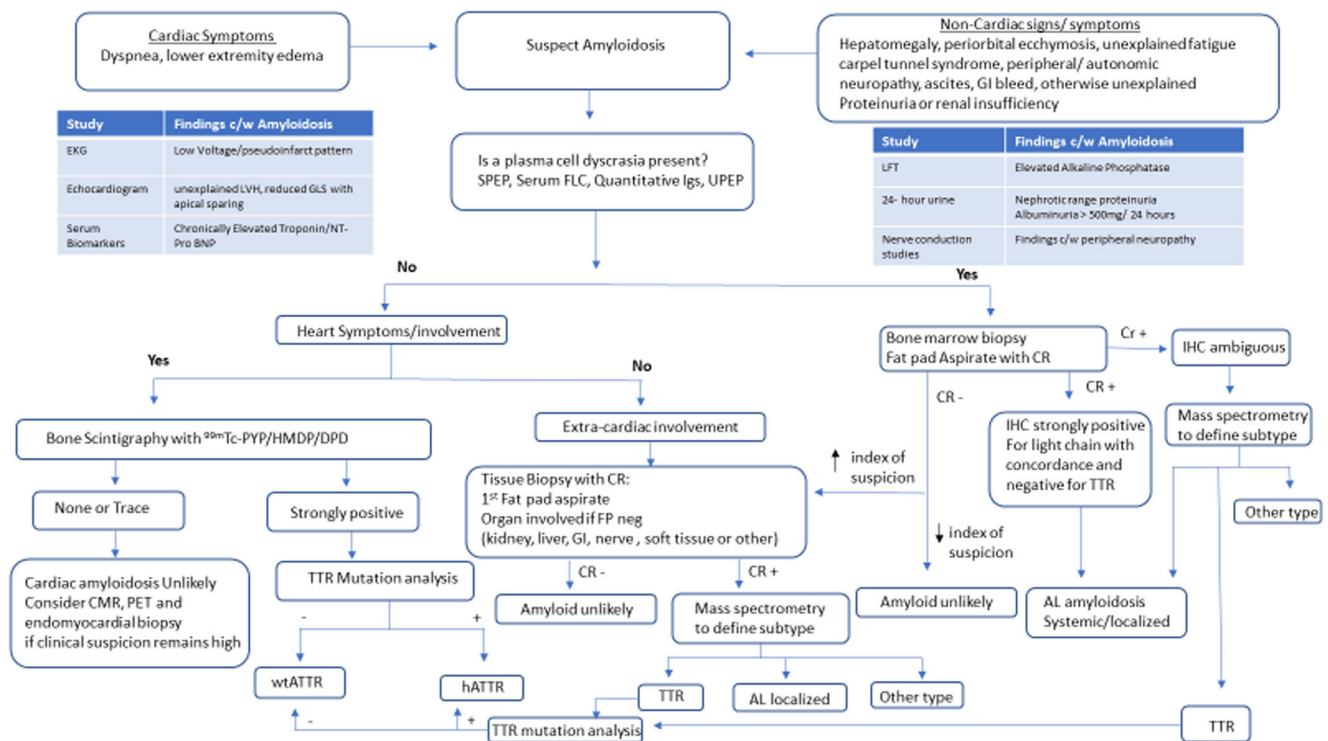 Cardiac Symptoms
Dyspnea, lower extremity edema
Suspect Amyloidosis
Non-Cardiac signs/ symptoms
Hepatomegaly, periorbital ecchymosis, unexplained fatigue
carpel tunnel syndrome, peripheral/ autonomic
neuropathy, ascites, GI bleed, otherwise unexplained
Proteinuria or renal insufficiency
Study Findings c/w Amyloidosis
EKG Low Voltage/pseudoinfarct pattern
Echocardiogram unexplained LVH, reduced GLS with
apical sparing
Serum Chronically Elevated Troponin/NT-
Biomarkers Pro BNP
Is a plasma cell dyscrasia present?
SPEP, Serum FLC, Quantitative Igs, UPEP
Study Findings c/w Amyloidosis
LFT Elevated Alkaline Phosphatase
24- hour urine Nephrotic range proteinuria
Albuminuria > 500mg/ 24 hours
Nerve conduction Findings c/w peripheral neuropathy
studies
No
Yes
Heart Symptoms/involvement
Bone marrow biopsy
Fat pad Aspirate with CR
Cr +
IHC ambiguous
Yes
No
CR -
CR +
Bone Scintigraphy with 99mTc-PYP/HMDP/DPD
Extra-cardiac involvement
IHC strongly positive
For light chain with
concordance and
negative for TTR
Mass spectrometry
to define subtype
None or Trace
Strongly positive
Tissue Biopsy with CR:
1st Fat pad aspirate
Organ involved if FP neg
(kidney, liver, GI, nerve , soft tissue or other)
index of
suspicion
index of
suspicion
Other type
Cardiac amyloidosis Unlikely
Consider CMR, PET and
endomyocardial biopsy
if clinical suspicion remains high
TTR Mutation analysis
CR -
CR +
Amyloid unlikely
Mass spectrometry
to define subtype
Amyloid unlikely
AL amyloidosis
Systemic/localized
-
+
wtATTR
hATTR
TTR
AL localized
Other type
-
+
TTR mutation analysis
TTR